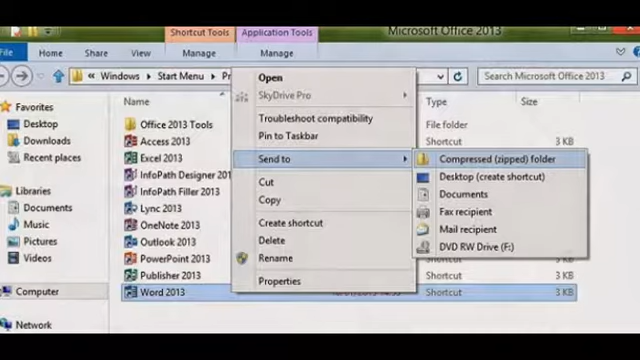 Shortcut Tools
Application Tools
Microsoft Office 2013
File
Home
Share
View
Manage
Manage
Windows
Start Menu
Search Microsoft Office 2013
Favorites
Desktop
Downloads
Recent places
Libraries
Documents
Music
Pictures
Videos
Computer
Network
Name
Type
Size
Office 2013 Tools
File folder
Access 2013
Shortcut
3 KB
Excel 2013
InfoPath Designer 201
InfoPath Filler 2013
Lync 2013
OneNote 2013
Outlook 2013
PowerPoint 2013
Publisher 2013
Shortcut
3 KB
Word 2013
Shortcut
3 KB
Open
SkyDrive Pro
Troubleshoot compatibility
Pin to Taskbar
Send to
Cut
Copy
Create shortcut
Delete
Rename
Properties
Compressed (zipped) folder
Desktop (create shortcut)
Documents
Fax recipient
Mail recipient
DVD RW Drive (F:)